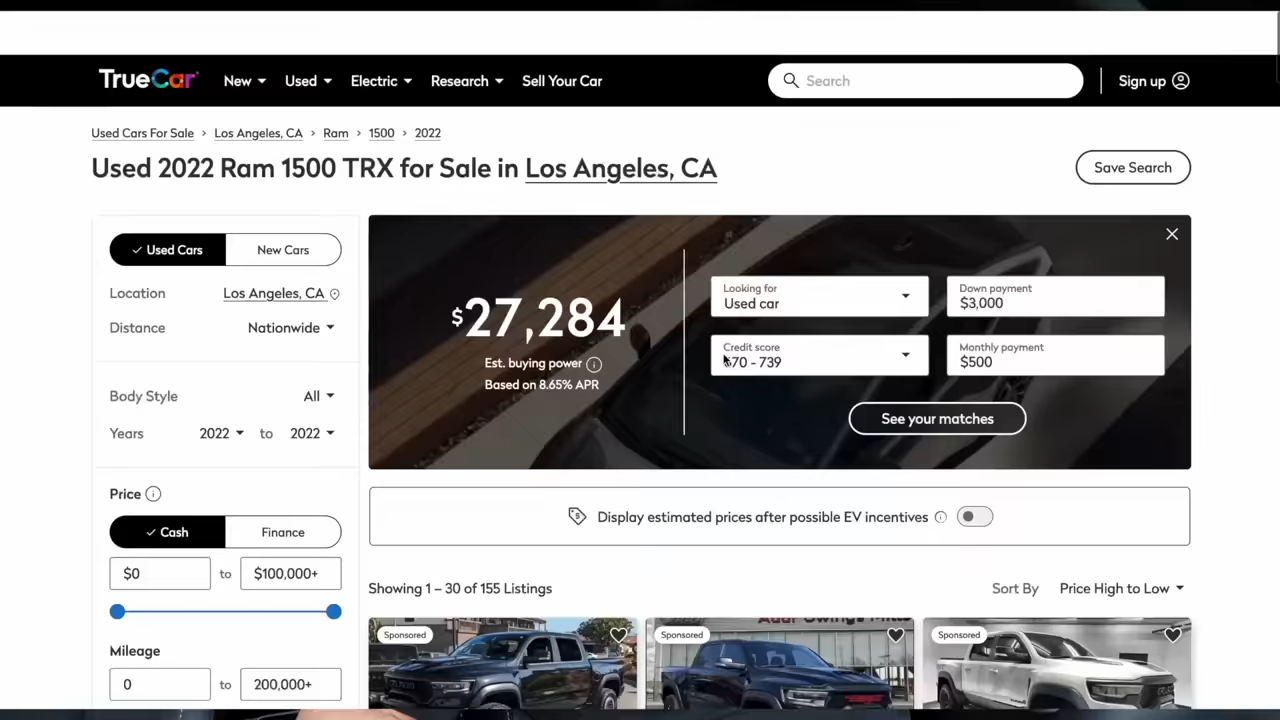 TrueCar
New
Used
Electric
Research
Sell Your Car
Search
Sign up
Used Cars For Sale > Los Angeles, CA > Ram > 1500 > 2022
Used 2022 Ram 1500 TRX for Sale in Los Angeles, CA
Save Search
Used Cars
New Cars
Location
Los Angeles, CA
Distance
Nationwide
Body Style
All
Years
2022 to 2022
Price
Cash
Finance
$0 to $100,000+
Mileage
0 to 200,000+
$27,284
Est. buying power
Based on 8.65% APR
Looking for
Used car
Down payment
$3,000
Credit score
670 - 739
Monthly payment
$500
See your matches
Display estimated prices after possible EV incentives
Showing 1 – 30 of 155 Listings
Sort By
Price High to Low
Sponsored
Sponsored
Sponsored